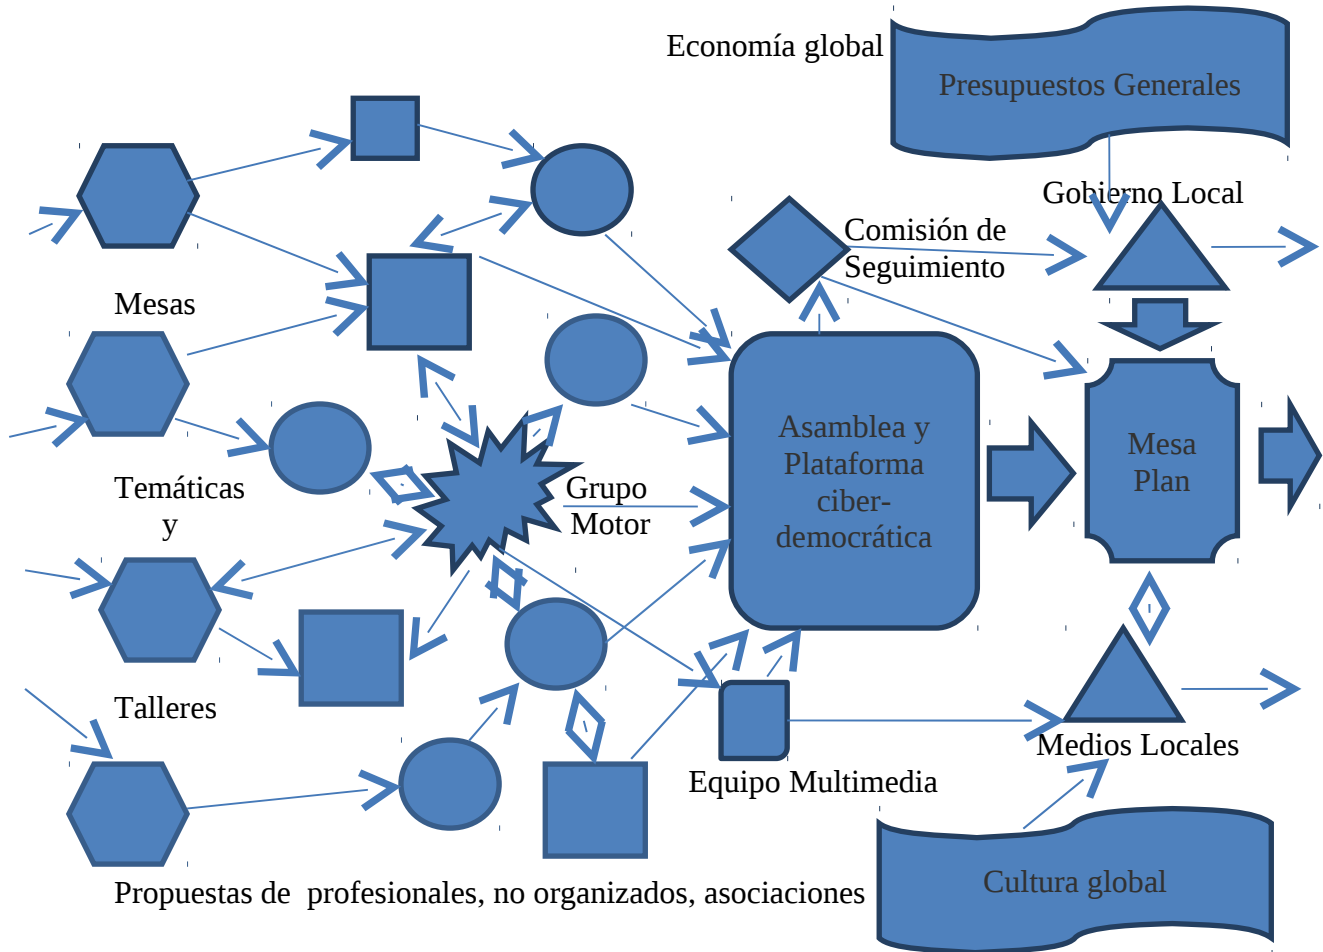 Economía global
Presupuestos Generales
Gobierno Local
Comisión de
Seguimiento
Mesas
Temáticas
y
Talleres
Grupo
Motor
Asamblea y
Plataforma
ciber-
democrática
Mesa
Plan
Medios Locales
Equipo Multimedia
Cultura global
Propuestas de  profesionales, no organizados, asociaciones